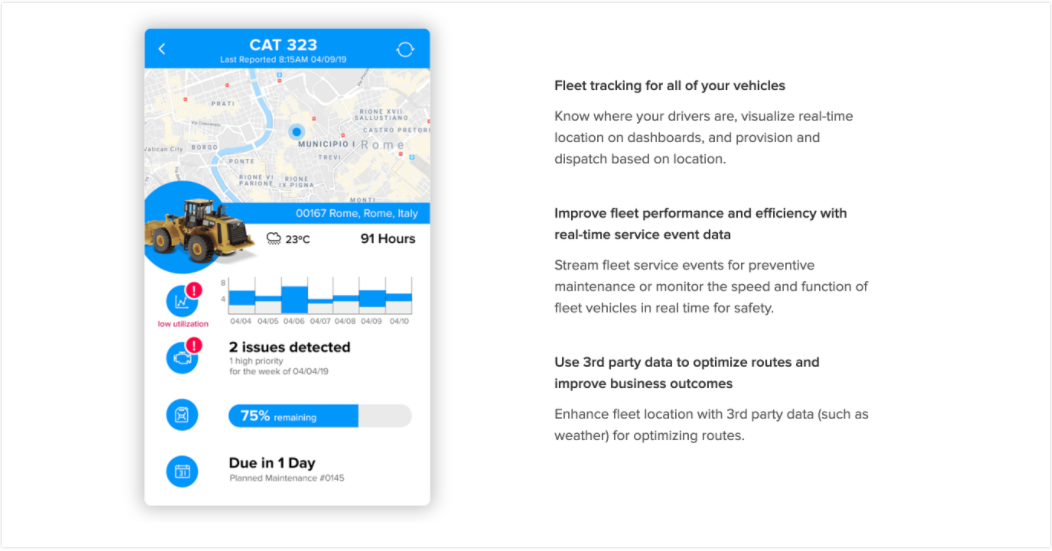 CAT 323
Last Reported 8:15AM 04/09/19
PRATI
RIONE XVII
SALLUSTIANO
CASTRO PRETORI
Vatican City
BORGO
MUNICIPIO I
Rome
PONTE
TREVI
RIONE VI
PARIONE
RIONE
IX PIGNA
MONTI
00167 Rome, Rome, Italy
23°C
91 Hours
8
4
04/04 04/05 04/06 04/07 04/08 04/09 04/10
low utilization
2 issues detected
1 high priority
for the week of 04/04/19
75% remaining
31
Due in 1 Day
Planned Maintenance #0145
Fleet tracking for all of your vehicles
Know where your drivers are, visualize real-time
location on dashboards, and provision and
dispatch based on location.
Improve fleet performance and efficiency with
real-time service event data
Stream fleet service events for preventive
maintenance or monitor the speed and function of
fleet vehicles in real time for safety.
Use 3rd party data to optimize routes and
improve business outcomes
Enhance fleet location with 3rd party data (such as
weather) for optimizing routes.